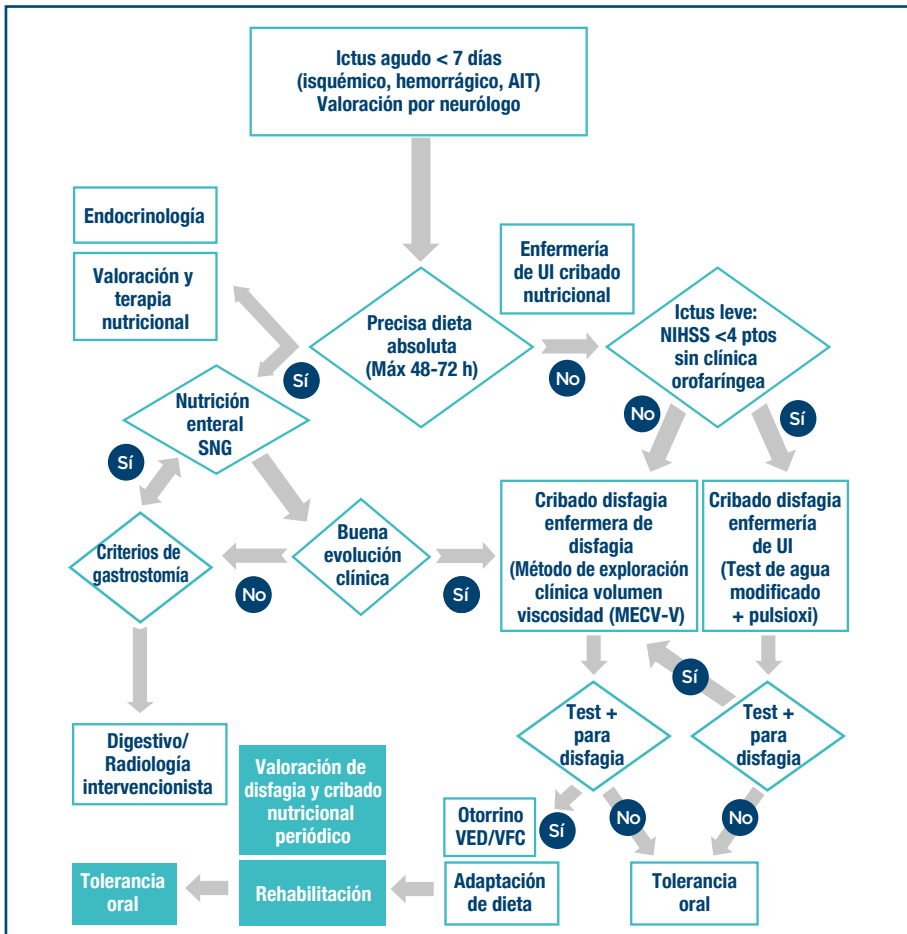 Ictus agudo < 7 días
(isquémico, hemorrágico, AIT)
Valoración por neurólogo
Endocrinología
Valoración y
terapia
nutricional
Enfermería
de UI cribado
nutricional
Precisa dieta
absoluta
(Máx 48-72 h)
Ictus leve:
NIHSS <4 ptos
sin clínica
orofaríngea
Sí
No
No
Sí
Nutrición
enteral
SNG
Sí
Criterios de
gastrostomía
No
Buena
evolución
clínica
Sí
Cribado disfagia
enfermera de
disfagia
(Método de exploración
clínica volumen
viscosidad (MECV-V)
Cribado disfagia
enfermería
de UI
(Test de agua
modificado
+ pulsioxi)
Sí
Test +
para
disfagia
Test +
para
disfagia
Digestivo/
Radiología
intervencionista
Valoración de
disfagia y cribado
nutricional
periódico
Otorrino
VED/VFC
Sí
No
No
Tolerancia
oral
Rehabilitación
Adaptación
de dieta
Tolerancia
oral